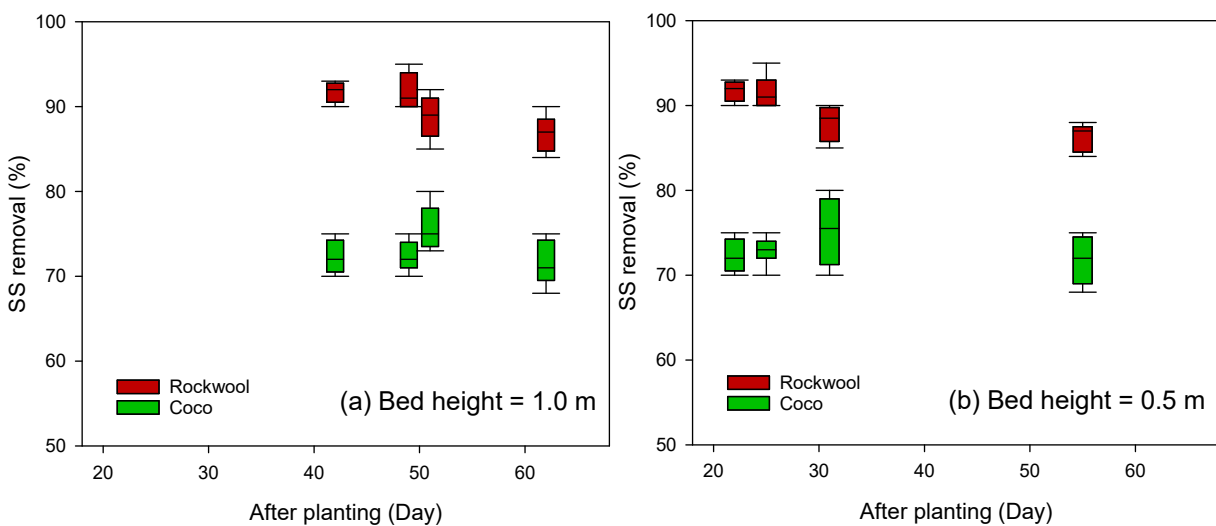 100
90
80
70
60
50
SS removal (%)
Rockwool
Coco
(a) Bed height = 1.0 m
20 30 40 50 60
After planting (Day)
100
90
80
70
60
50
SS removal (%)
Rockwool
Coco
(b) Bed height = 0.5 m
20 30 40 50 60
After planting (Day)